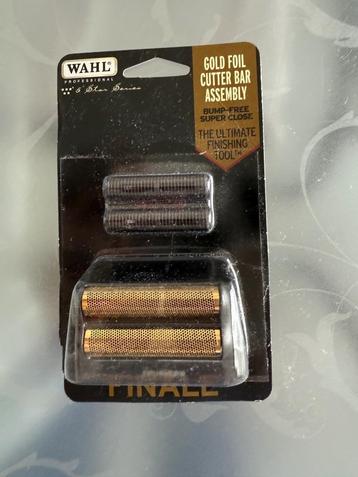 WAHL
PROFESSIONAL
5 Star Series
GOLD FOIL
CUTTER BAR
ASSEMBLY
BUMP-FREE
SUPER CLOSE
THE ULTIMATE
FINISHING
TOOL™
FINALE